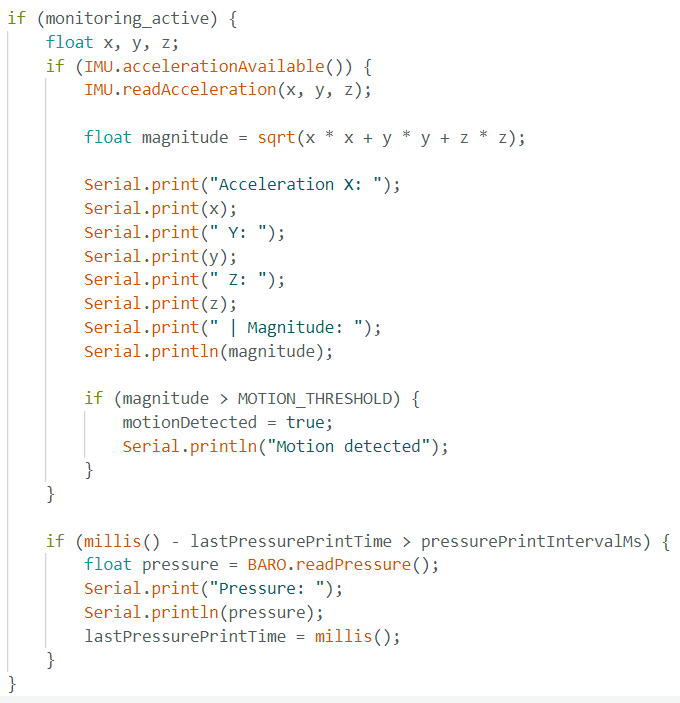 if (monitoring_active) {
    float x, y, z;
    if (IMU.accelerationAvailable()) {
        IMU.readAcceleration(x, y, z);

        float magnitude = sqrt(x * x + y * y + z * z);

        Serial.print("Acceleration X: ");
        Serial.print(x);
        Serial.print(" Y: ");
        Serial.print(y);
        Serial.print(" Z: ");
        Serial.print(z);
        Serial.print(" | Magnitude: ");
        Serial.println(magnitude);

        if (magnitude > MOTION_THRESHOLD) {
            motionDetected = true;
            Serial.println("Motion detected");
        }
    }

    if (millis() - lastPressurePrintTime > pressurePrintIntervalMs) {
        float pressure = BARO.readPressure();
        Serial.print("Pressure: ");
        Serial.println(pressure);
        lastPressurePrintTime = millis();
    }
}